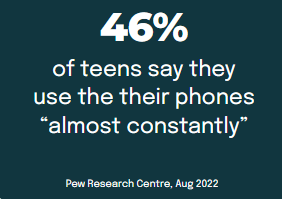 46%
of teens say they
use the their phones
“almost constantly”
Pew Research Centre, Aug 2022